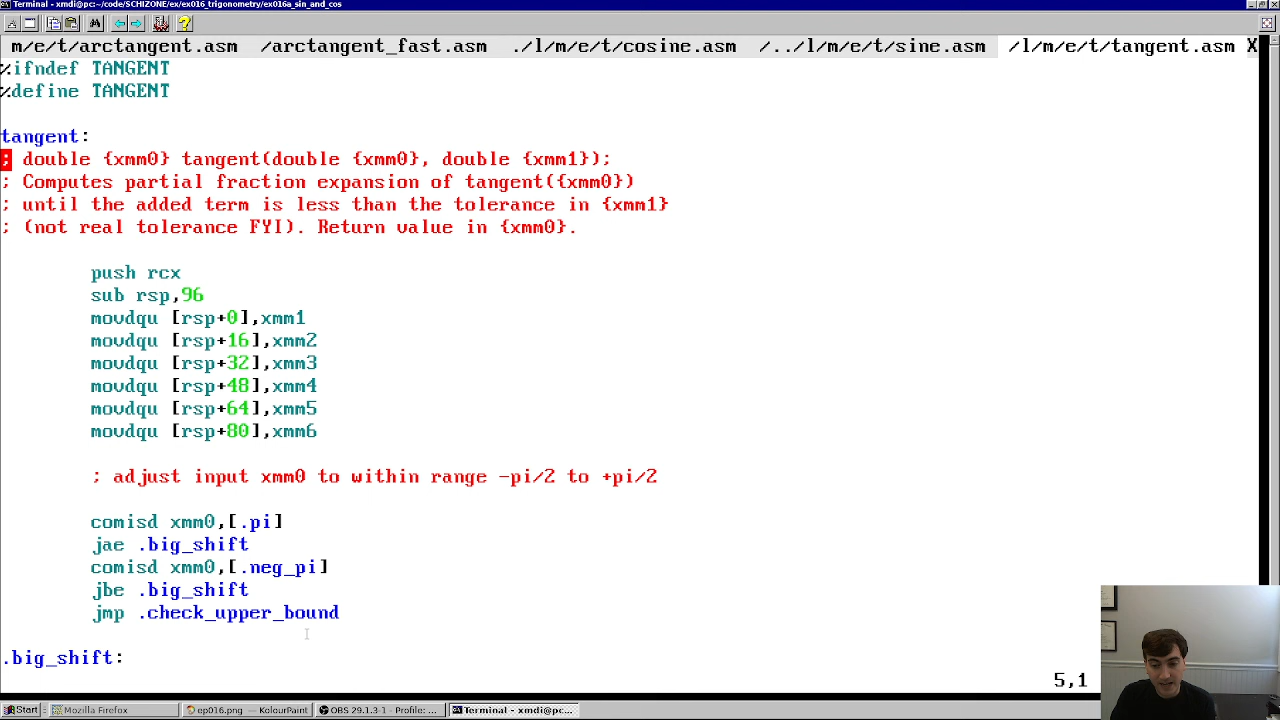 Terminal - xmdi@pc:~/code/SCHIZONE/ex/ex016_trigonometry/ex016a_sin_and_cos
m/e/t/arctangent.asm /arctangent_fast.asm ./l/m/e/t/cosine.asm /../l/m/e/t/sine.asm /l/m/e/t/tangent.asm X
%ifndef TANGENT
%define TANGENT
tangent:
; double {xmm0} tangent(double {xmm0}, double {xmm1});
; Computes partial fraction expansion of tangent({xmm0})
; until the added term is less than the tolerance in {xmm1}
; (not real tolerance FYI). Return value in {xmm0}.
push rcx
sub rsp,96
movdqu [rsp+0],xmm1
movdqu [rsp+16],xmm2
movdqu [rsp+32],xmm3
movdqu [rsp+48],xmm4
movdqu [rsp+64],xmm5
movdqu [rsp+80],xmm6
; adjust input xmm0 to within range -pi/2 to +pi/2
comisd xmm0,[.pi]
jae .big_shift
comisd xmm0,[.neg_pi]
jbe .big_shift
jmp .check_upper_bound
.big_shift:
5,1
Start Mozilla Firefox ep016.png — KolourPaint OBS 29.1.3-1 - Profile: ... Terminal - xmdi@pc:...